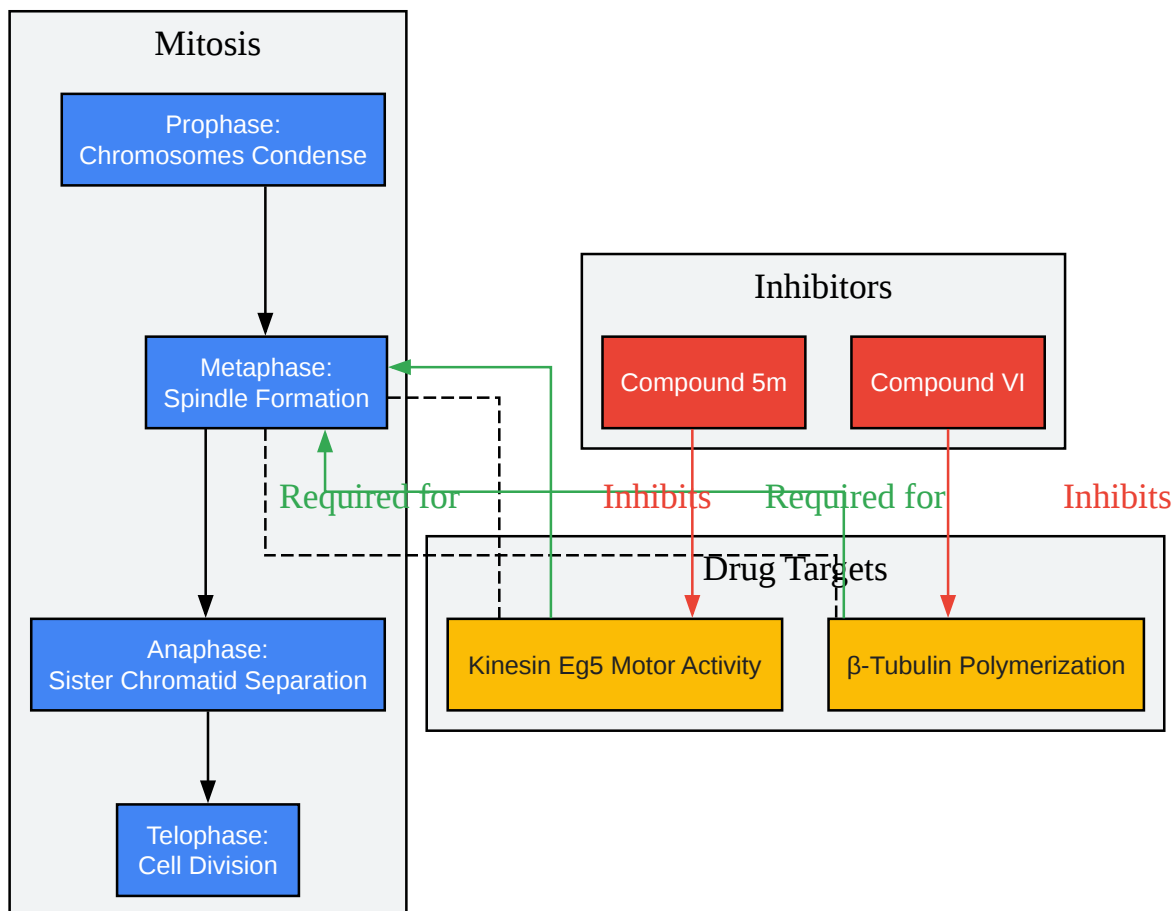 Mitosis
Prophase:
Chromosomes Condense
Metaphase:
Spindle Formation
Anaphase:
Sister Chromatid Separation
Telophase:
Cell Division
Inhibitors
Compound 5m
Compound VI
Required for
Inhibits
Required for
Inhibits
Drug Targets
Kinesin Eg5 Motor Activity
β-Tubulin Polymerization